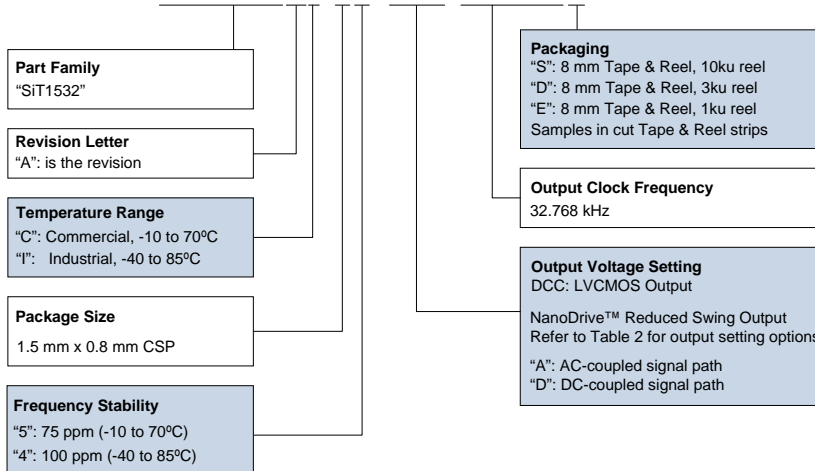 Part Family
“SiT1532”
Revision Letter
“A”: is the revision
Temperature Range
“C”: Commercial, -10 to 70ºC
“I”: Industrial, -40 to 85ºC
Package Size
1.5 mm x 0.8 mm CSP
Frequency Stability
“5”: 75 ppm (-10 to 70ºC)
“4”: 100 ppm (-40 to 85ºC)
Packaging
“S”: 8 mm Tape & Reel, 10ku reel
“D”: 8 mm Tape & Reel, 3ku reel
“E”: 8 mm Tape & Reel, 1ku reel
Samples in cut Tape & Reel strips
Output Clock Frequency
32.768 kHz
Output Voltage Setting
DCC: LVCMOS Output
NanoDrive™ Reduced Swing Output
Refer to Table 2 for output setting options
“A”: AC-coupled signal path
“D”: DC-coupled signal path